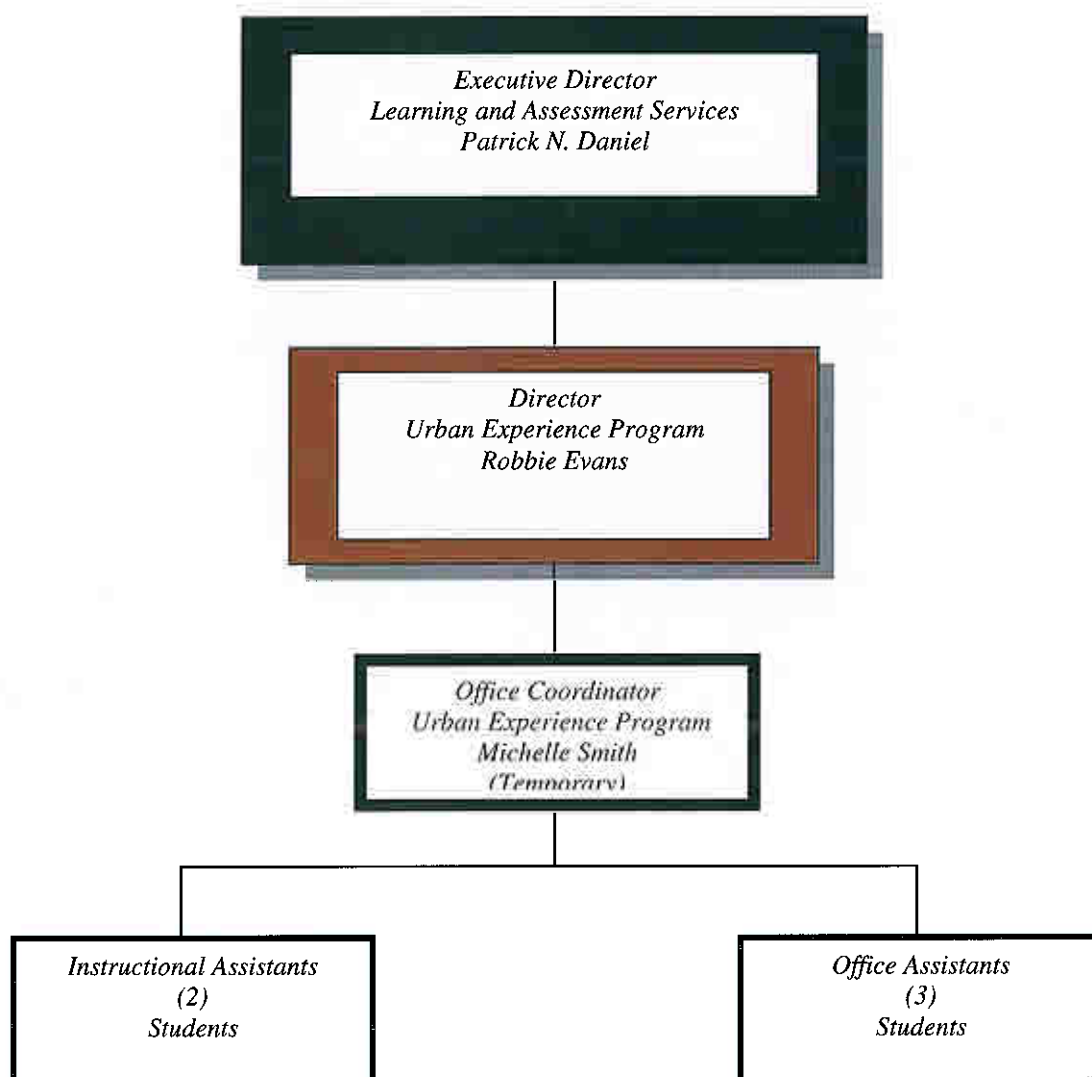 Executive Director
Learning and Assessment Services
Patrick N. Daniel
Director
Urban Experience Program
Robbie Evans
Office Coordinator
Urban Experience Program
Michelle Smith
(Temporary)
Instructional Assistants
(2)
Students
Office Assistants
(3)
Students